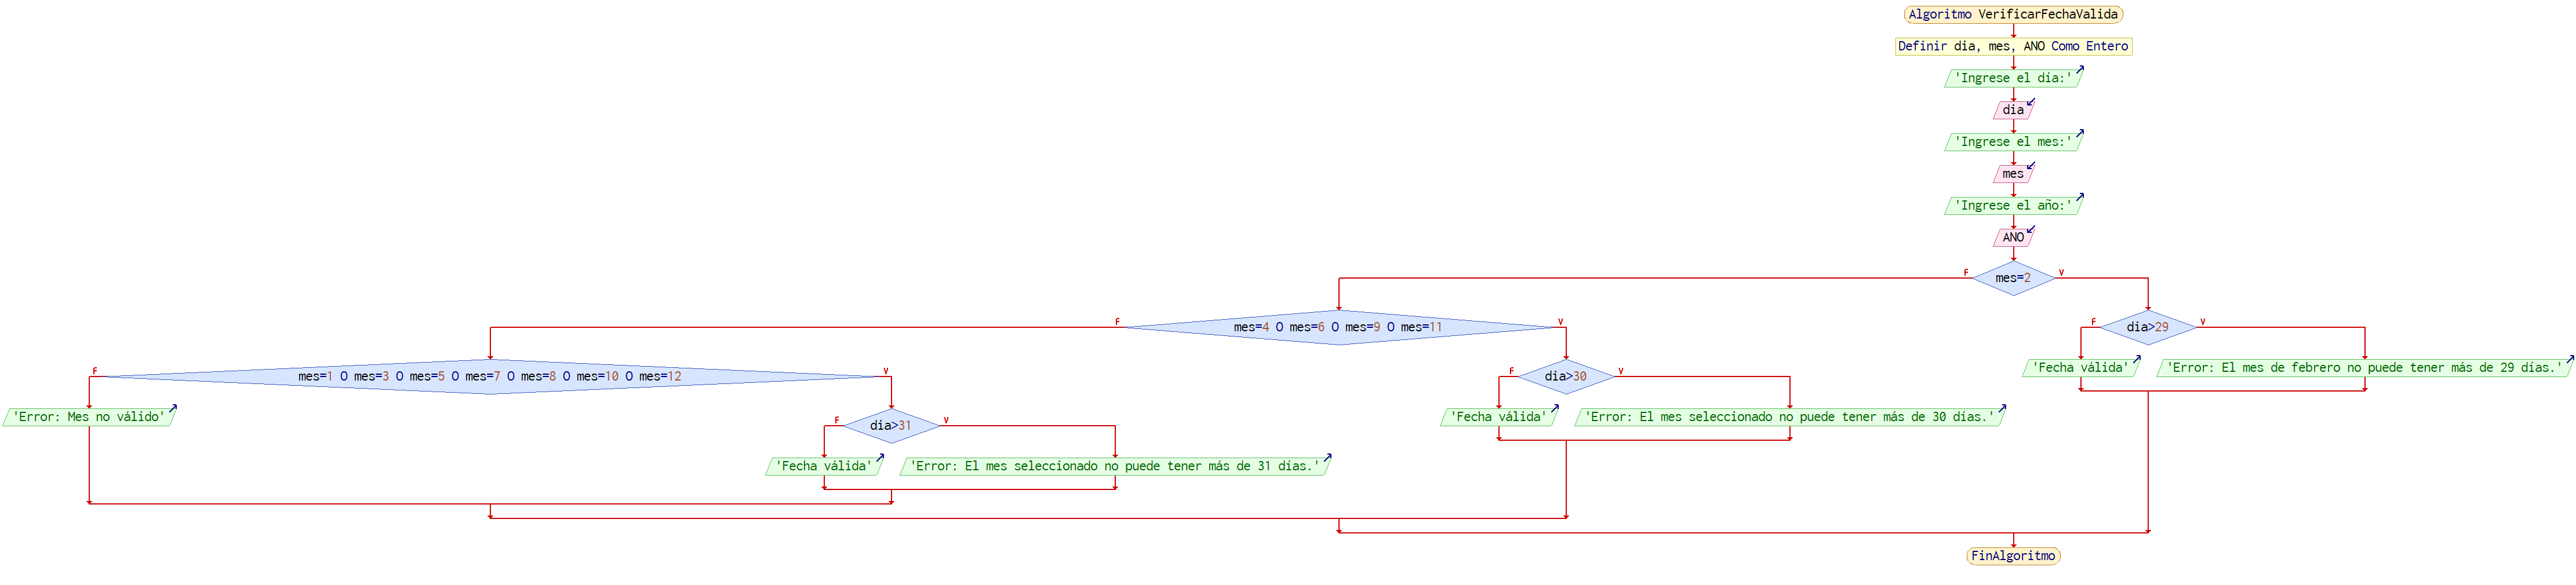 Algoritmo VerificarFechaValida
Definir dia, mes, ANO Como Entero
'Ingrese el día:'
dia
'Ingrese el mes:'
mes
'Ingrese el año:'
ANO
F
mes=2
V
F
mes=4 O mes=6 O mes=9 O mes=11
V
F
dia>29
V
F
mes=1 O mes=3 O mes=5 O mes=7 O mes=8 O mes=10 O mes=12
V
F
dia>30
V
'Fecha válida'
'Error: El mes de febrero no puede tener más de 29 días.'
'Error: Mes no válido'
F
dia>31
V
'Fecha válida'
'Error: El mes seleccionado no puede tener más de 30 días.'
'Fecha válida'
'Error: El mes seleccionado no puede tener más de 31 días.'
FinAlgoritmo